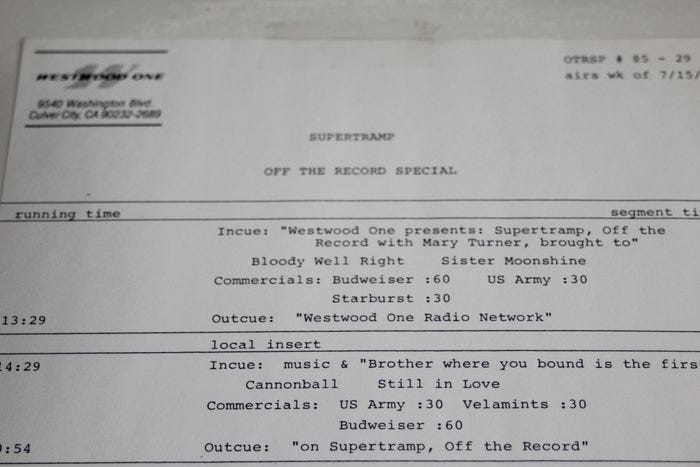 OTRSP # 85 - 29
WESTWOOD ONE
airs wk of 7/15/
9540 Washington Blvd.
Culver City, CA 90232-2689
SUPERTRAMP
OFF THE RECORD SPECIAL
running time segment ti
Incue: "Westwood One presents: Supertramp, Off the
Record with Mary Turner, brought to"
Bloody Well Right Sister Moonshine
Commercials: Budweiser :60 US Army :30
Starburst :30
13:29 Outcue: "Westwood One Radio Network"
local insert
4:29 Incue: music & "Brother where you bound is the firs
Cannonball Still in Love
Commercials: US Army :30 Velamints :30
Budweiser :60
:54 Outcue: "on Supertramp, Off the Record"